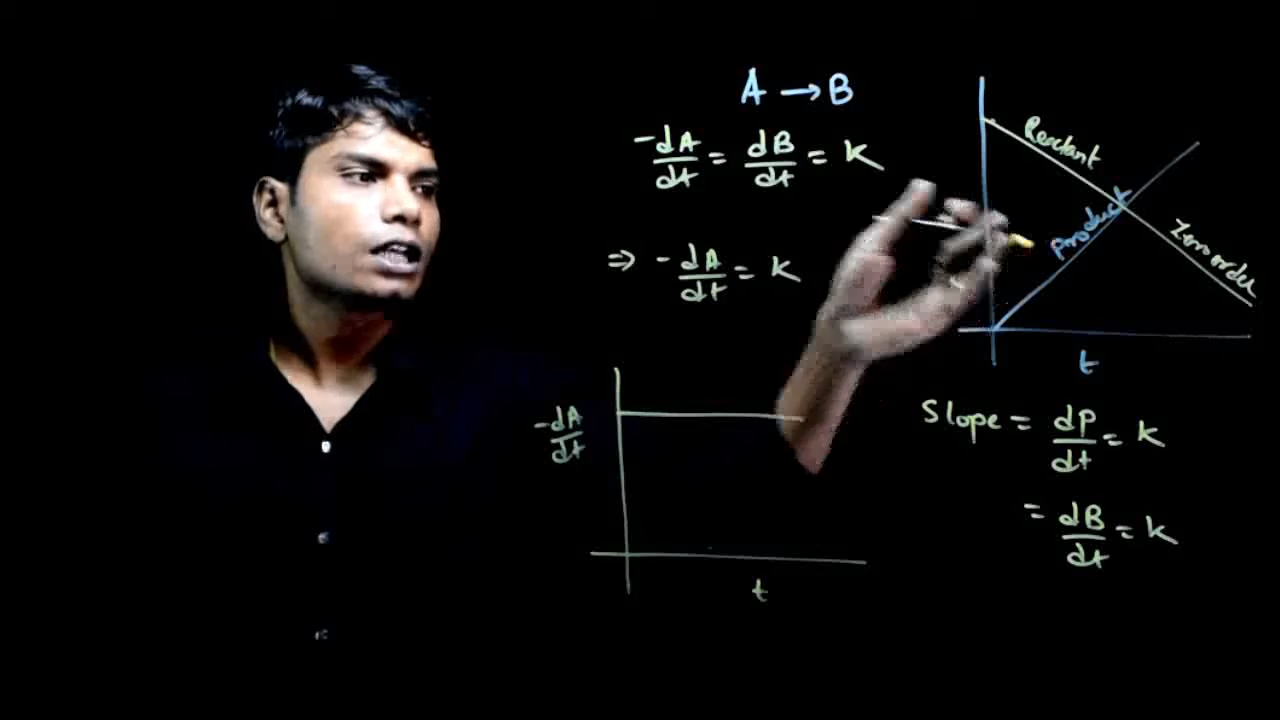 A → B
-dA/dt = dB/dt = K
⇒ -dA/dt = K
-dA/dt
t
Reactant
Product
Zero order
t
Slope = dP/dt = K
= dB/dt = K